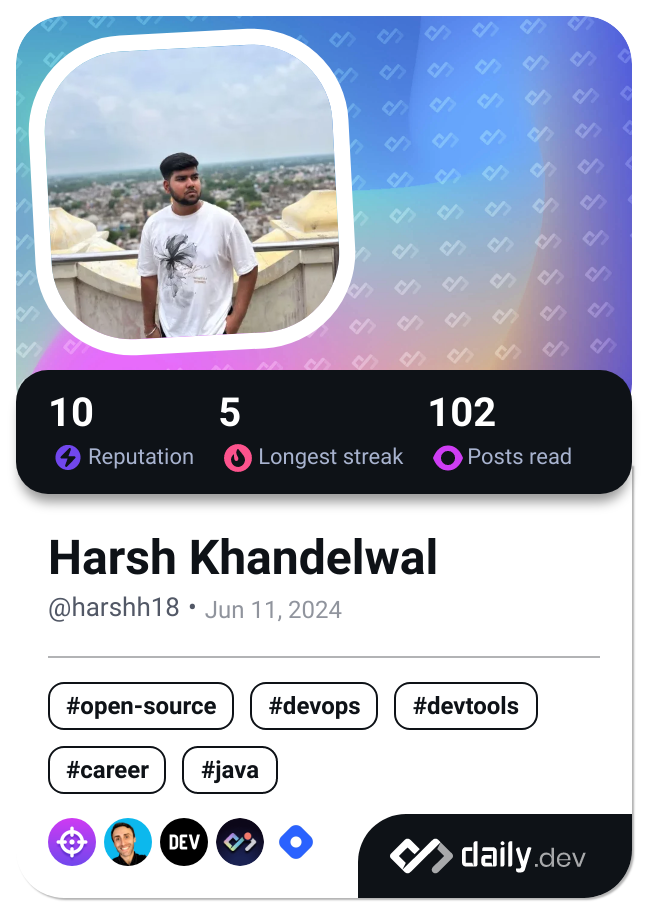 10 5 102
Reputation Longest streak Posts read
Harsh Khandelwal
@harshh18 • Jun 11, 2024
#open-source #devops #devtools
#career #java
DEV
daily.dev